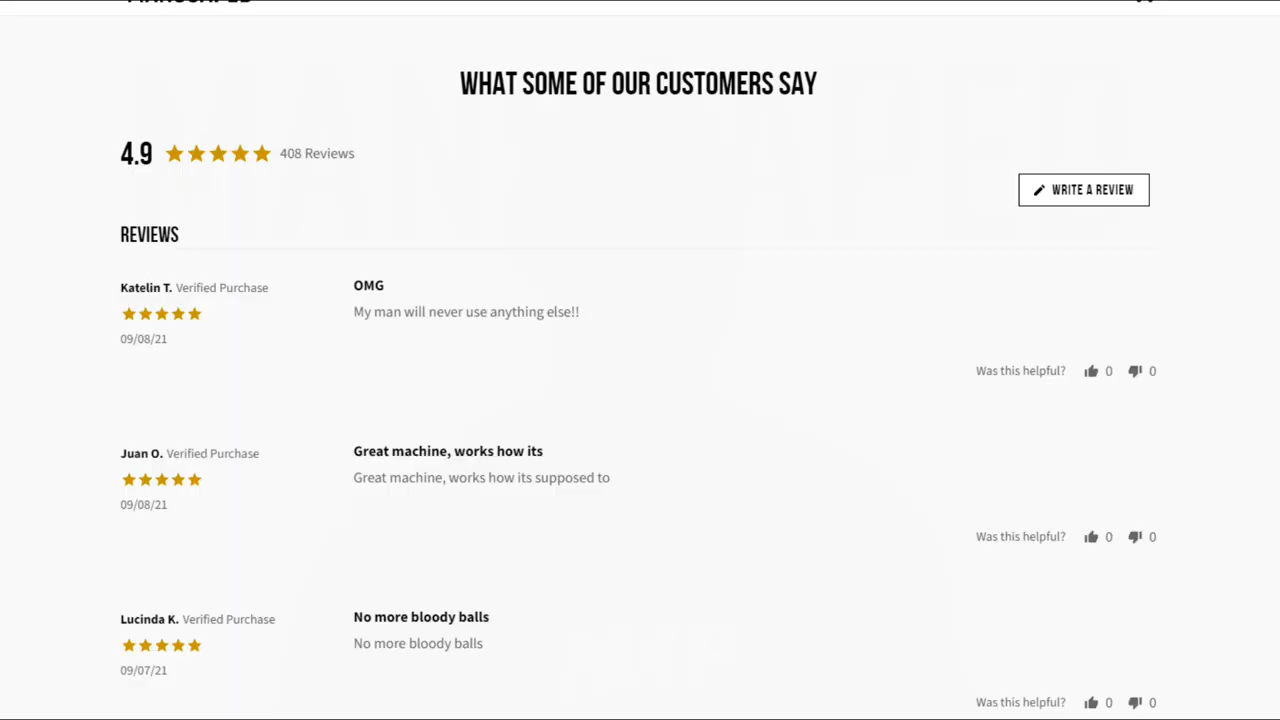 WHAT SOME OF OUR CUSTOMERS SAY
4.9 408 Reviews
WRITE A REVIEW
REVIEWS
Katelin T. Verified Purchase
OMG
My man will never use anything else!!
09/08/21
Was this helpful? 0 0
Juan O. Verified Purchase
Great machine, works how its
Great machine, works how its supposed to
09/08/21
Was this helpful? 0 0
Lucinda K. Verified Purchase
No more bloody balls
No more bloody balls
09/07/21
Was this helpful? 0 0